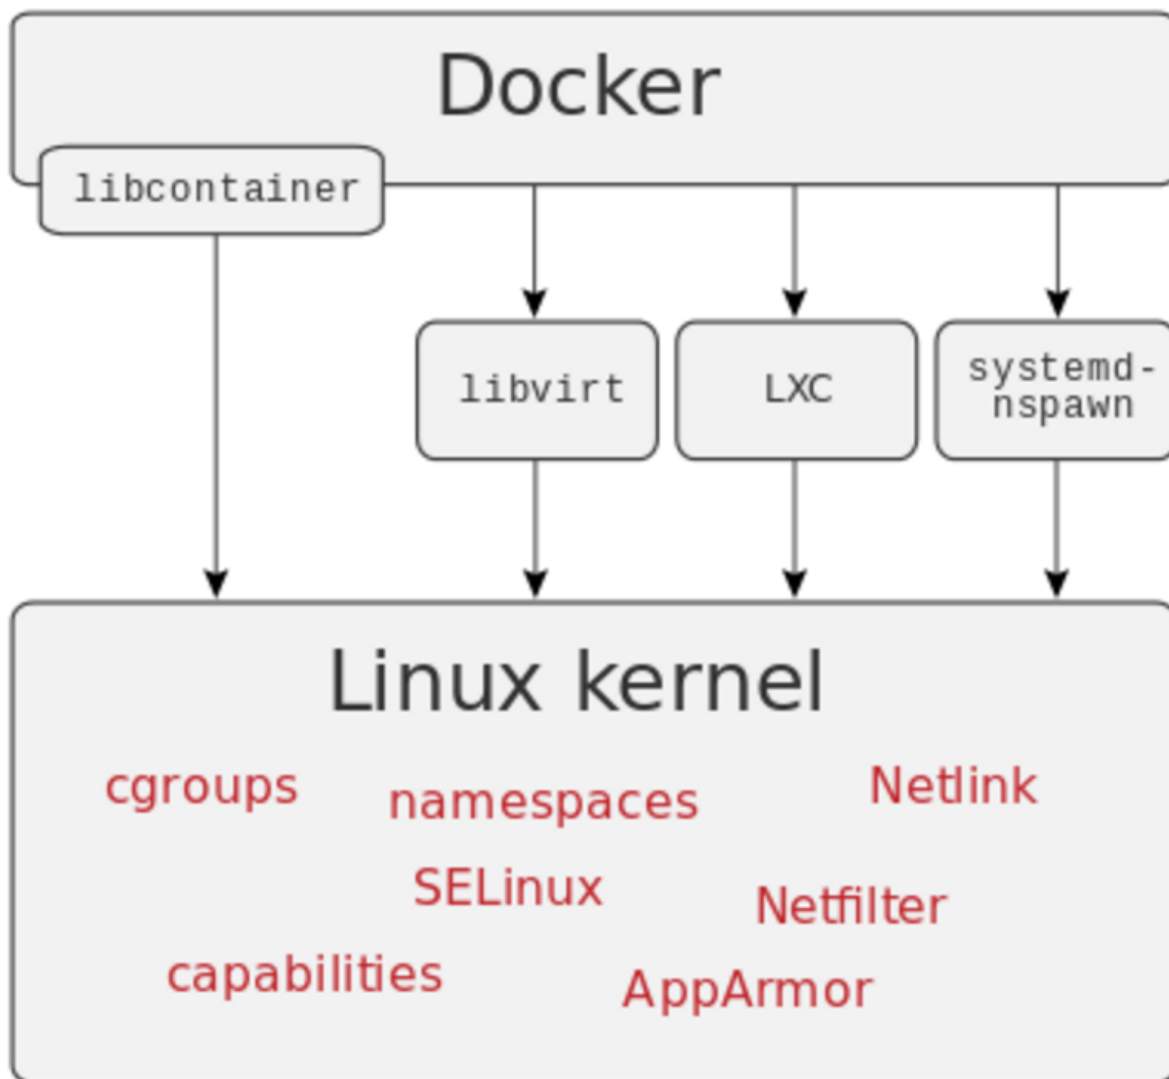 Docker
libcontainer
libvirt
LXC
systemd-
nspawn
Linux kernel
cgroups
namespaces
Netlink
SELinux
Netfilter
capabilities
AppArmor